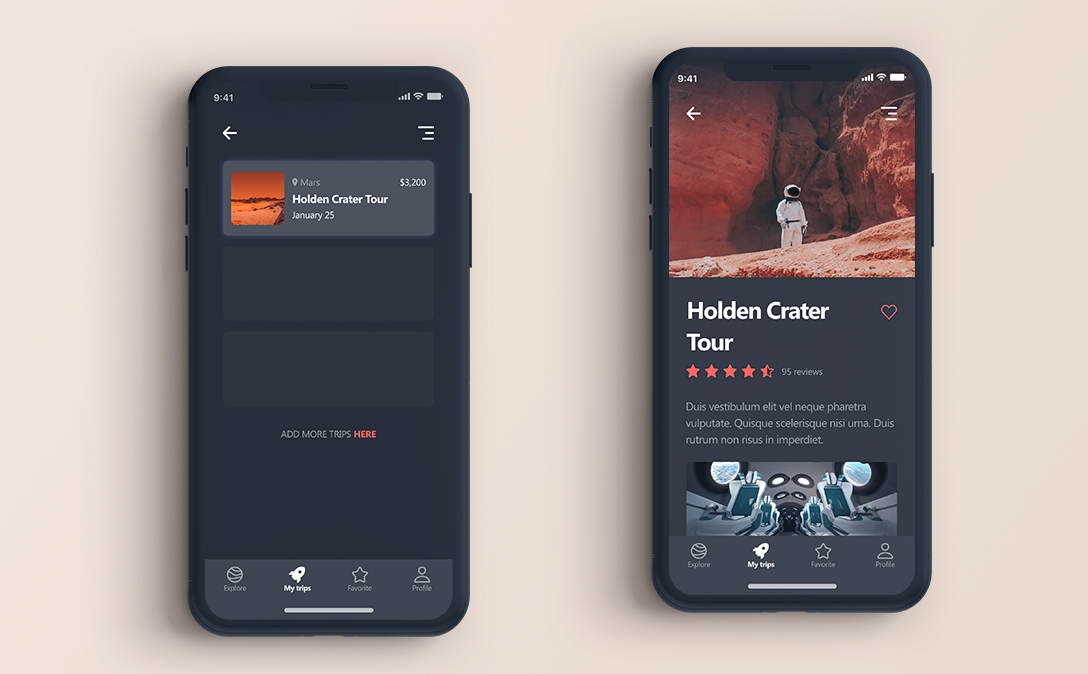 9:41
Mars
$3,200
Holden Crater Tour
January 25
ADD MORE TRIPS HERE
Explore
My trips
Favorite
Profile
9:41
Holden Crater
Tour
95 reviews
Duis vestibulum elit vel neque pharetra
vulputate. Quisque scelerisque nisi urna. Duis
rutrum non risus in imperdiet.
Explore
My trips
Favorite
Profile